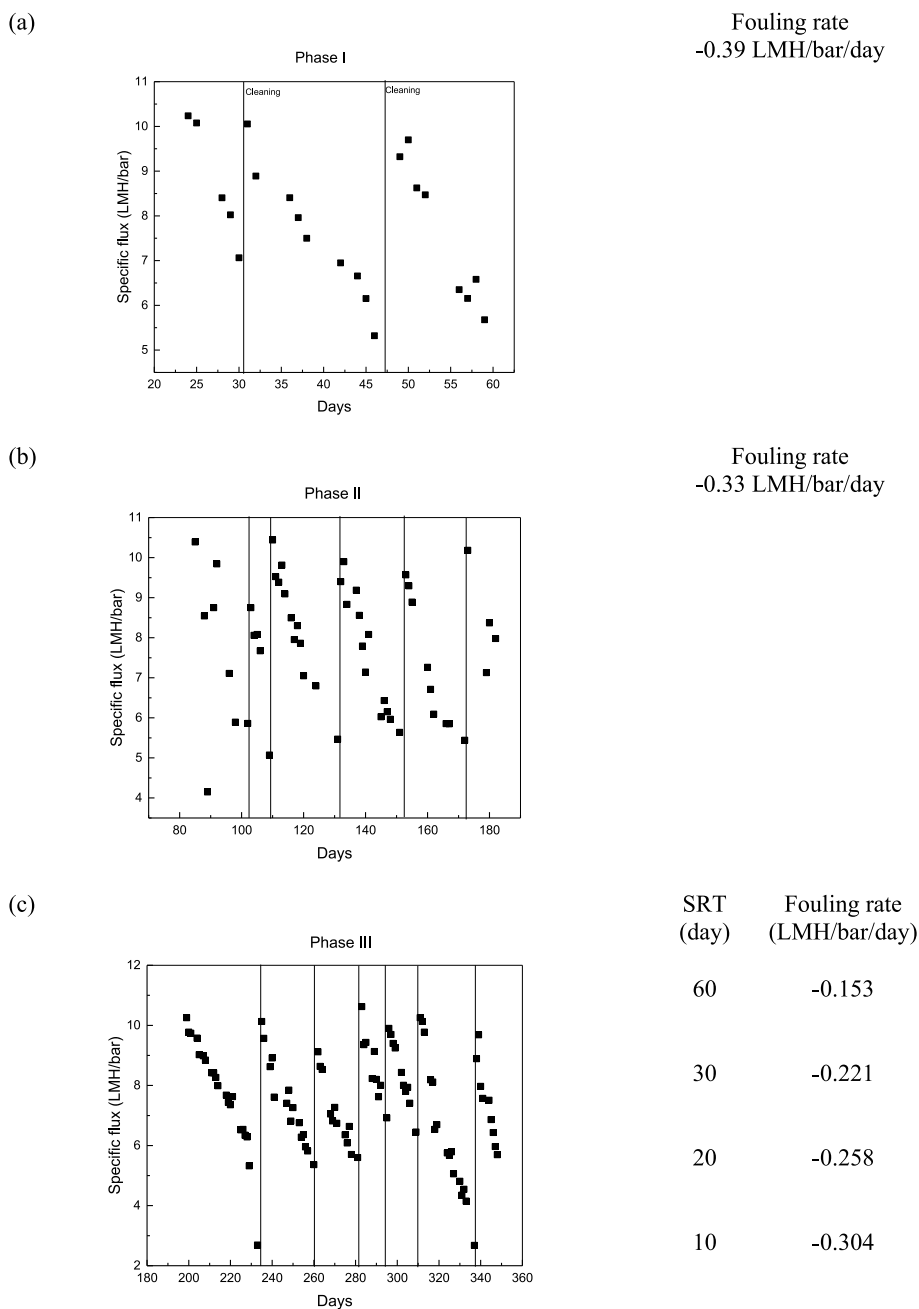 (a)
Fouling rate
-0.39 LMH/bar/day
Phase I
Cleaning
Cleaning
Specific flux (LMH/bar)
11
10
9
8
7
6
5
20 25 30 35 40 45 50 55 60
Days
(b)
Fouling rate
-0.33 LMH/bar/day
Phase II
Specific flux (LMH/bar)
11
10
9
8
7
6
5
4
80 100 120 140 160 180
Days
(c)
SRT Fouling rate
(day) (LMH/bar/day)
60 -0.153
30 -0.221
20 -0.258
10 -0.304
Phase III
Specific flux (LMH/bar)
12
10
8
6
4
2
180 200 220 240 260 280 300 320 340 360
Days